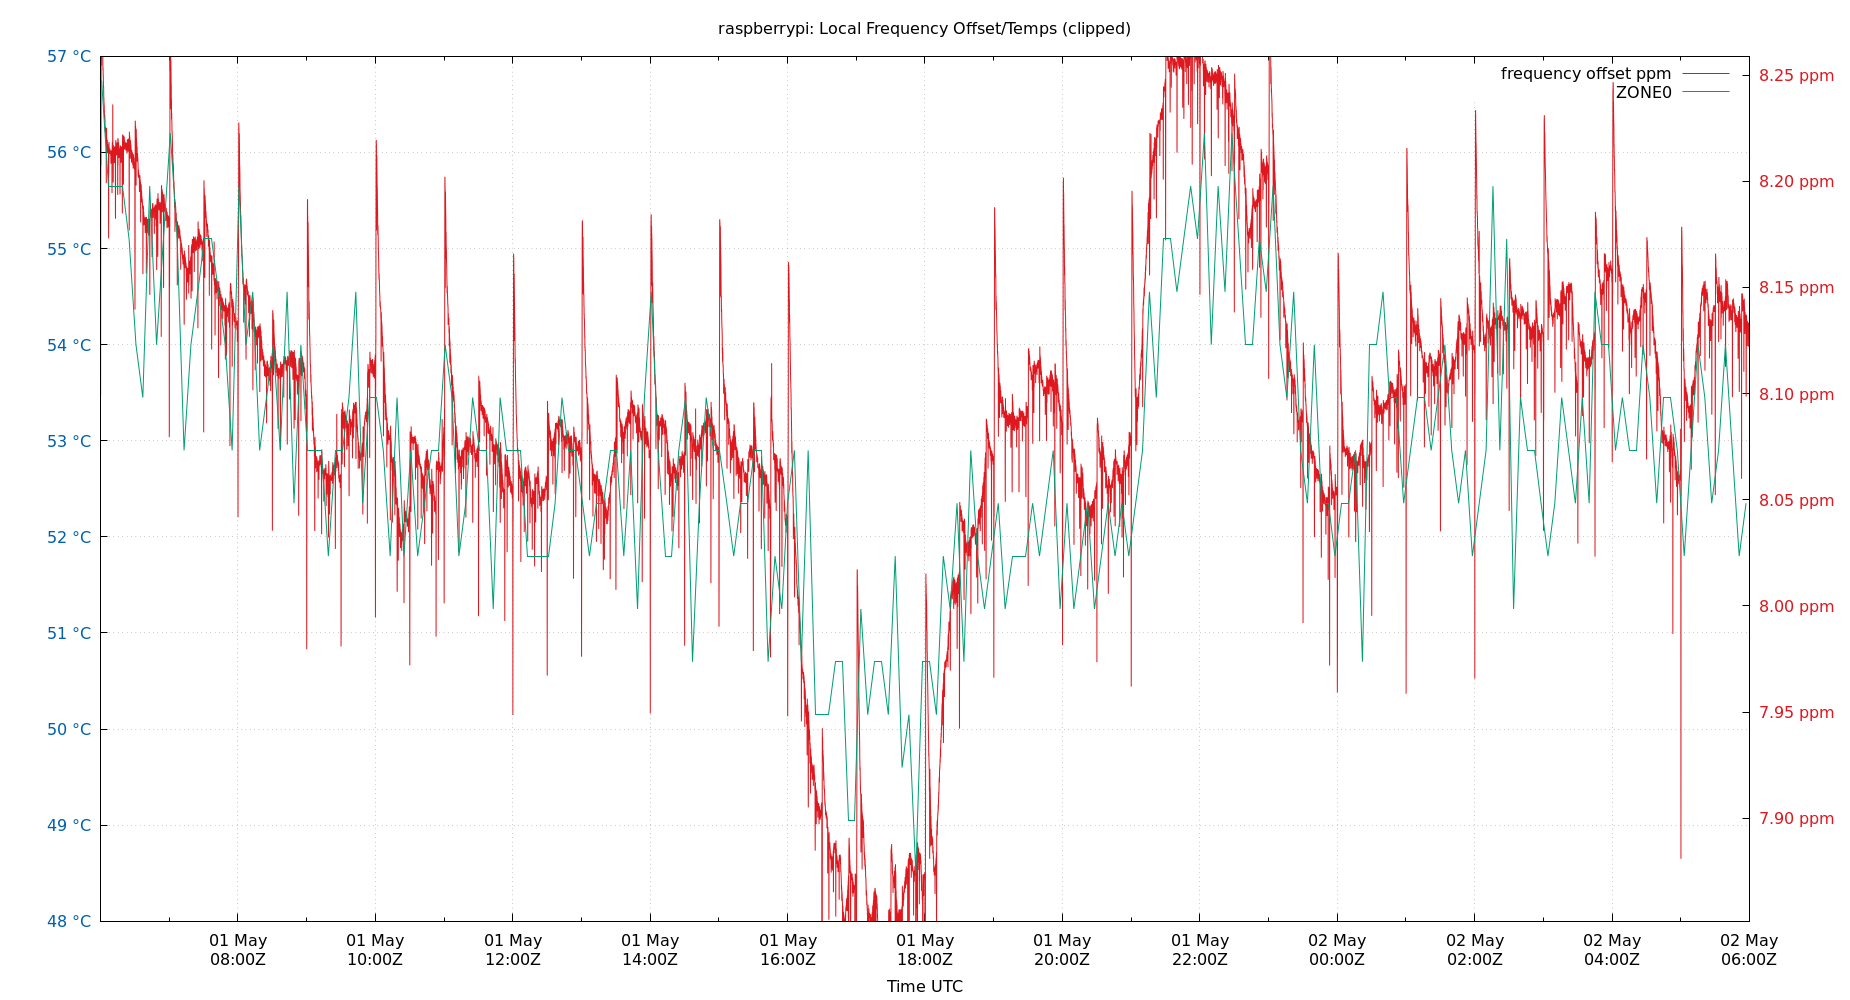 raspberrypi: Local Frequency Offset/Temps (clipped)
57 °C
56 °C
55 °C
54 °C
53 °C
52 °C
51 °C
50 °C
49 °C
48 °C
frequency offset ppm
ZONE0
8.25 ppm
8.20 ppm
8.15 ppm
8.10 ppm
8.05 ppm
8.00 ppm
7.95 ppm
7.90 ppm
01 May 01 May 01 May 01 May 01 May 01 May 01 May 01 May 02 May 02 May 02 May 02 May
08:00Z 10:00Z 12:00Z 14:00Z 16:00Z 18:00Z 20:00Z 22:00Z 00:00Z 02:00Z 04:00Z 06:00Z
Time UTC